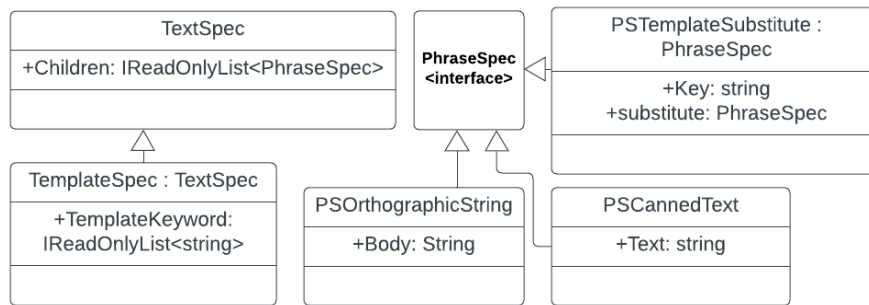 TextSpec
+Children: IReadOnlyList<PhraseSpec>
PhraseSpec
<interface>
PSTemplateSubstitute :
PhraseSpec
+Key: string
+substitute: PhraseSpec
TemplateSpec : TextSpec
+TemplateKeyword:
IReadOnlyList<string>
PSOrthographicString
+Body: String
PSCannedText
+Text: string